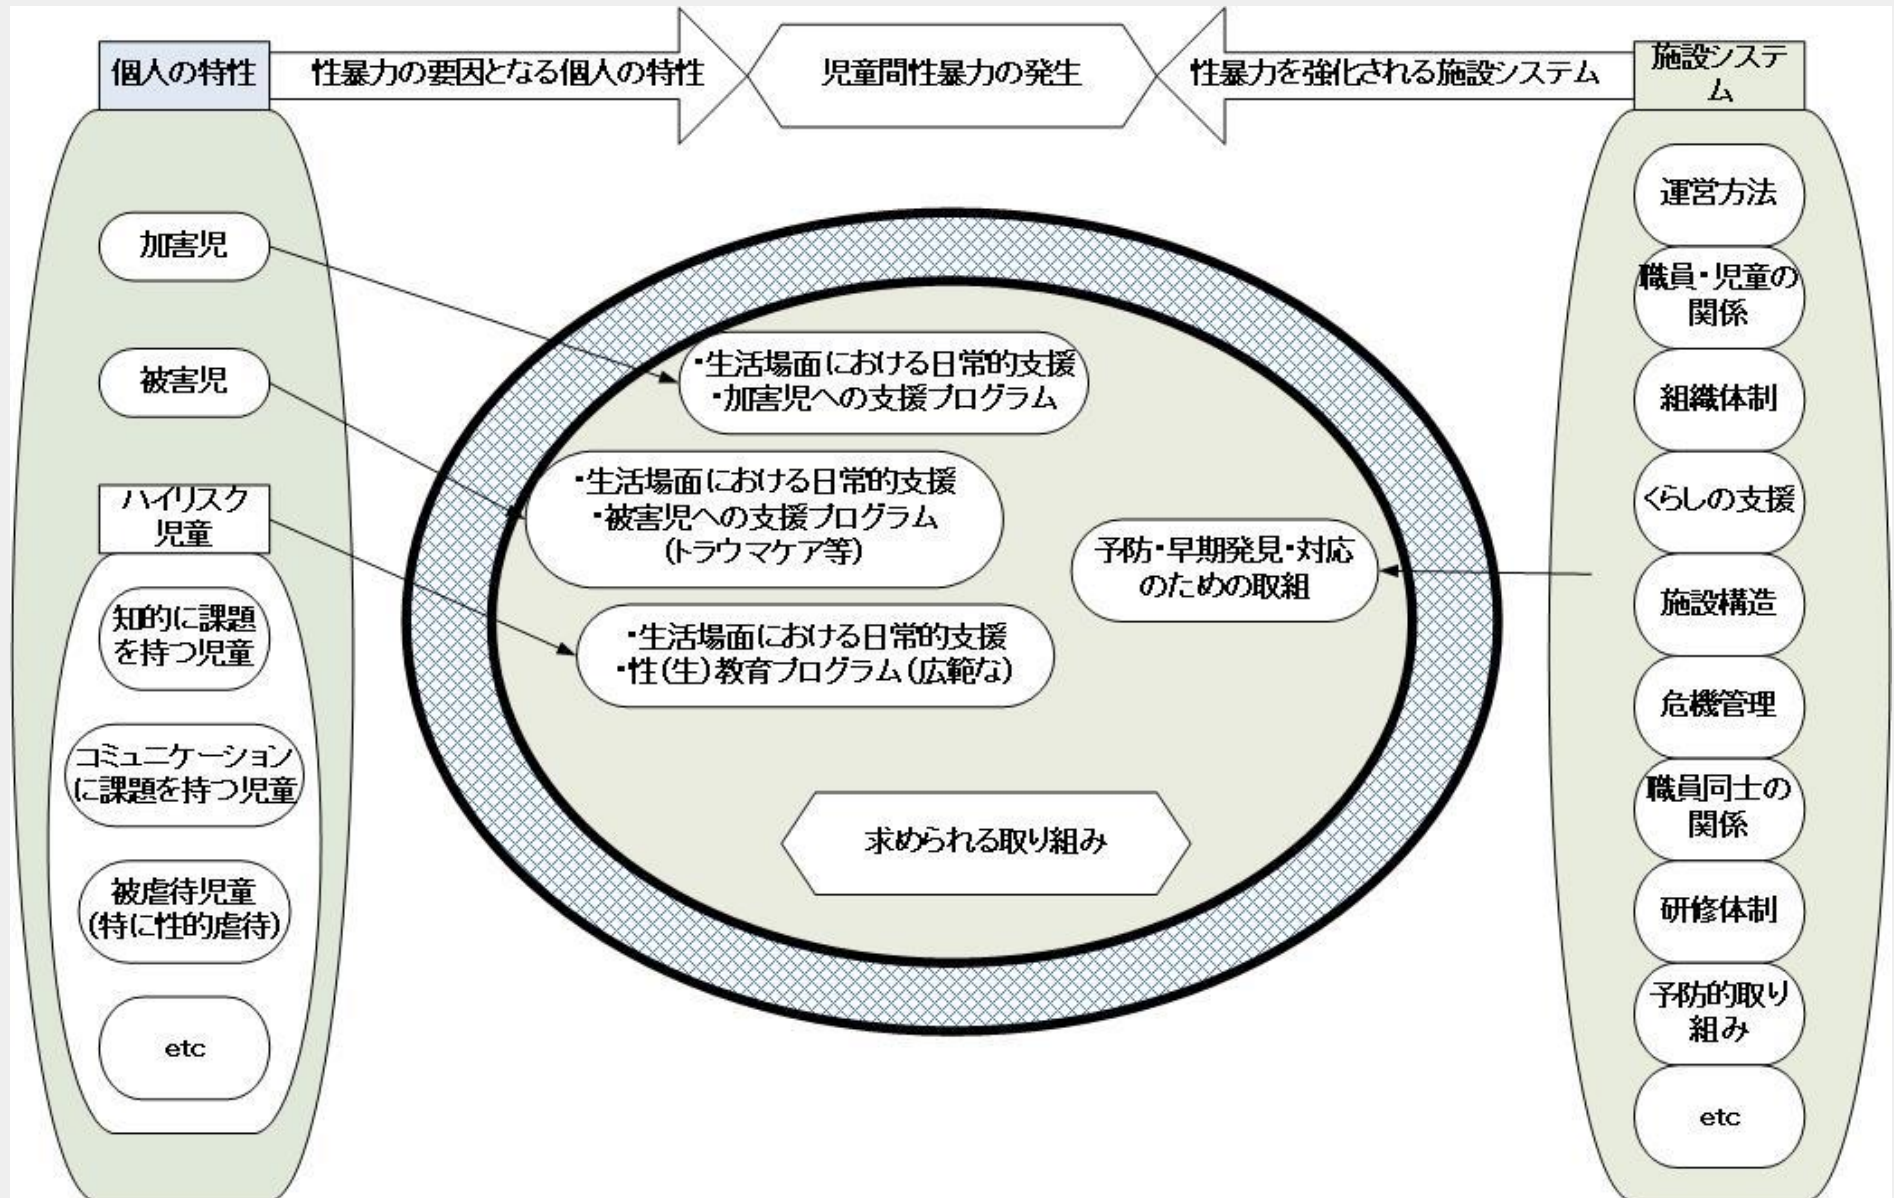 個人の特性
性暴力の要因となる個人の特性
児童間性暴力の発生
性暴力を強化される施設システム
施設システ
ム
加害児
被害児
ハイリスク
児童
知的に課題
を持つ児童
コミュニケーション
に課題を持つ児童
被虐待児童
(特に性的虐待)
etc
・生活場面における日常的支援
・加害児への支援プログラム
・生活場面における日常的支援
・被害児への支援プログラム
(トラウマケア等)
・生活場面における日常的支援
・性(生)教育プログラム(広範な)
予防・早期発見・対応
のための取組
求められる取り組み
運営方法
職員・児童の
関係
組織体制
くらしの支援
施設構造
危機管理
職員同士の
関係
研修体制
予防的取り
組み
etc